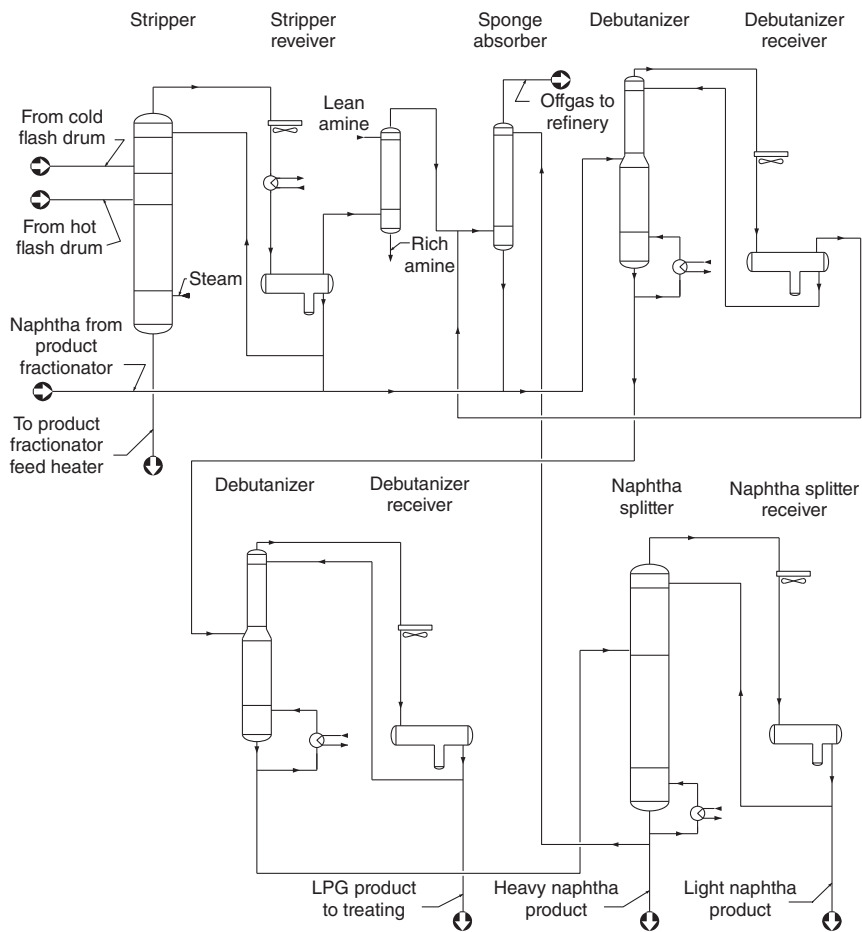 Stripper
Stripper
reveiver
Sponge
absorber
Debutanizer
Debutanizer
receiver
From cold
flash drum
Lean
amine
Offgas to
refinery
From hot
flash drum
Rich
amine
Steam
Naphtha from
product
fractionator
To product
fractionator
feed heater
Debutanizer
Debutanizer
receiver
Naphtha
splitter
Naphtha splitter
receiver
LPG product
to treating
Heavy naphtha
product
Light naphtha
product